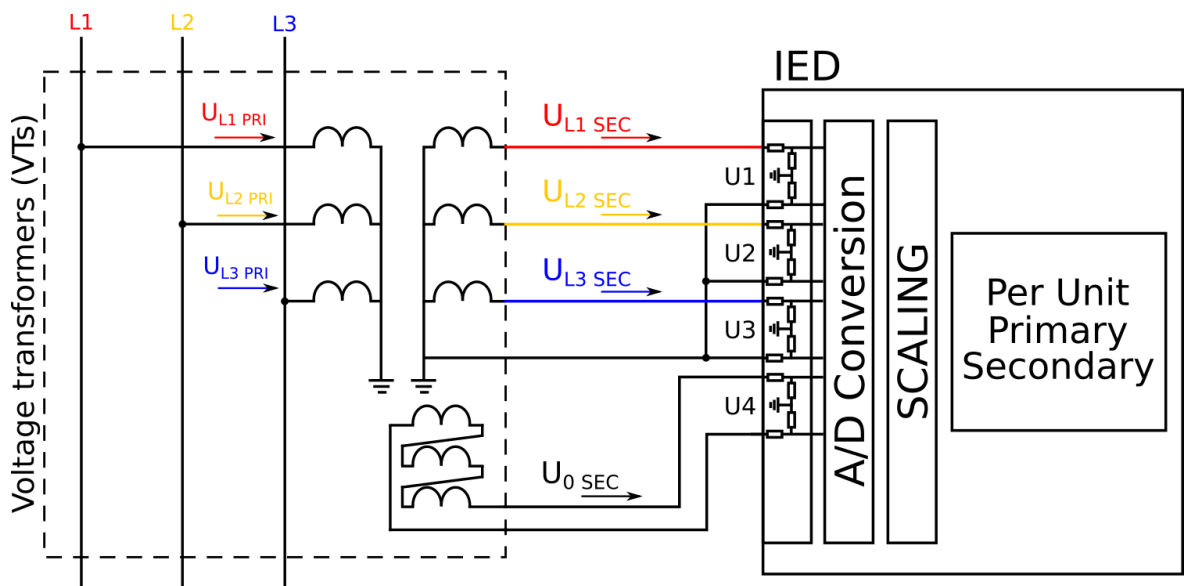 L1
L2
L3
IED
Voltage transformers (VTs)
UL1 PRI
UL1 SEC
U1
UL2 PRI
UL2 SEC
U2
UL3 PRI
UL3 SEC
U3
U4
U0 SEC
A/D Conversion
SCALING
Per Unit
Primary
Secondary